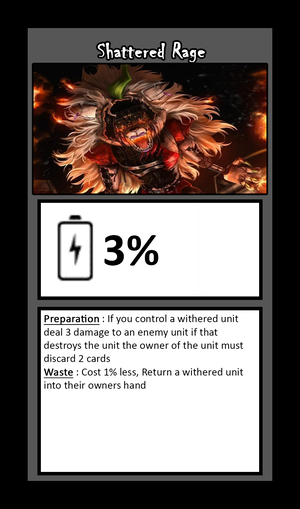 Shattered Rage
3%
Preparation : If you control a withered unit
deal 3 damage to an enemy unit if that
destroys the unit the owner of the unit must
discard 2 cards
Waste : Cost 1% less, Return a withered unit
into their owners hand